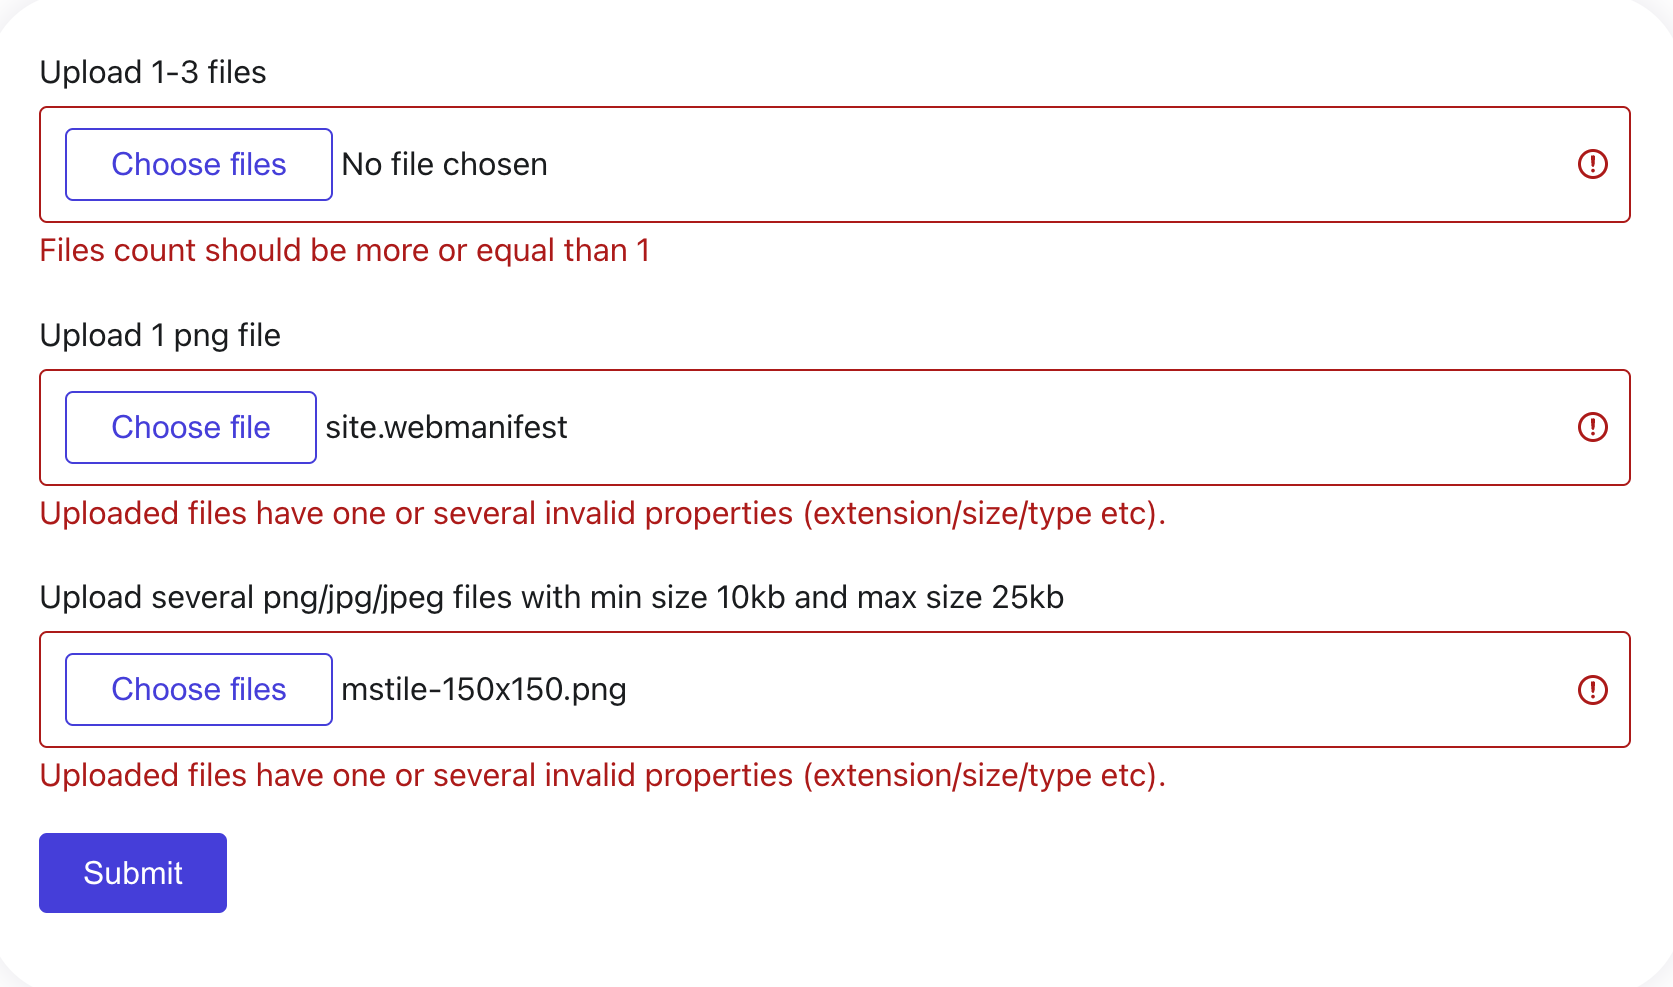 Upload 1-3 files
Choose files No file chosen
Files count should be more or equal than 1
Upload 1 png file
Choose file site.webmanifest
Uploaded files have one or several invalid properties (extension/size/type etc).
Upload several png/jpg/jpeg files with min size 10kb and max size 25kb
Choose files mstile-150x150.png
Uploaded files have one or several invalid properties (extension/size/type etc).
Submit